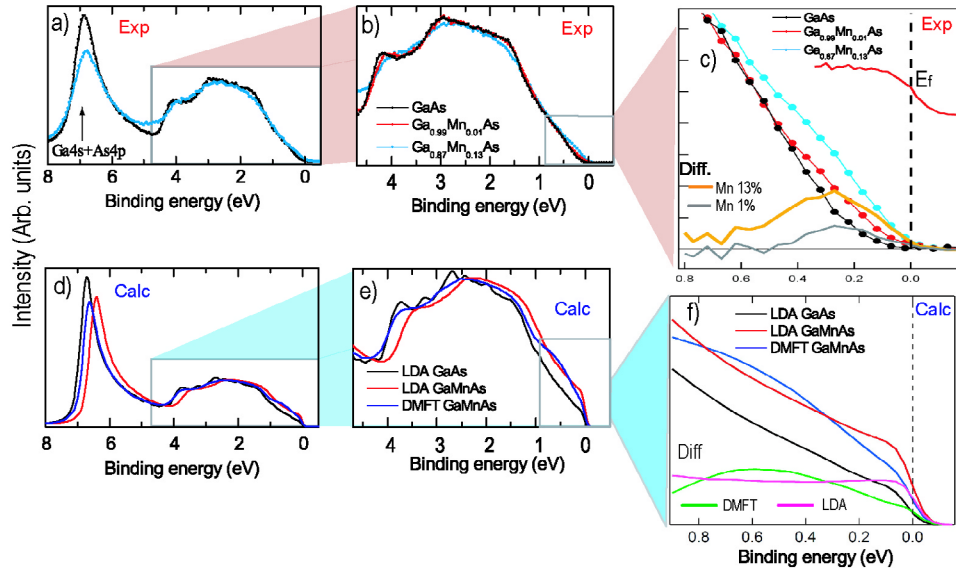 Intensity (Arb. units)
a)
Exp
Ga4s+As4p
8
6
4
2
0
Binding energy (eV)
b)
Exp
GaAs
Ga0.99Mn0.01As
Ga0.87Mn0.13As
4
3
2
1
0
Binding energy (eV)
c)
Exp
GaAs
Ga0.99Mn0.01As
Ga0.87Mn0.13As
Ef
Diff.
Mn 13%
Mn 1%
0.8
0.6
0.4
0.2
0.0
d)
Calc
8
6
4
2
0
Binding energy (eV)
e)
Calc
LDA GaAs
LDA GaMnAs
DMFT GaMnAs
4
3
2
1
0
Binding energy (eV)
f)
Calc
LDA GaAs
LDA GaMnAs
DMFT GaMnAs
Diff
DMFT
LDA
0.8
0.6
0.4
0.2
0.0
Binding energy (eV)